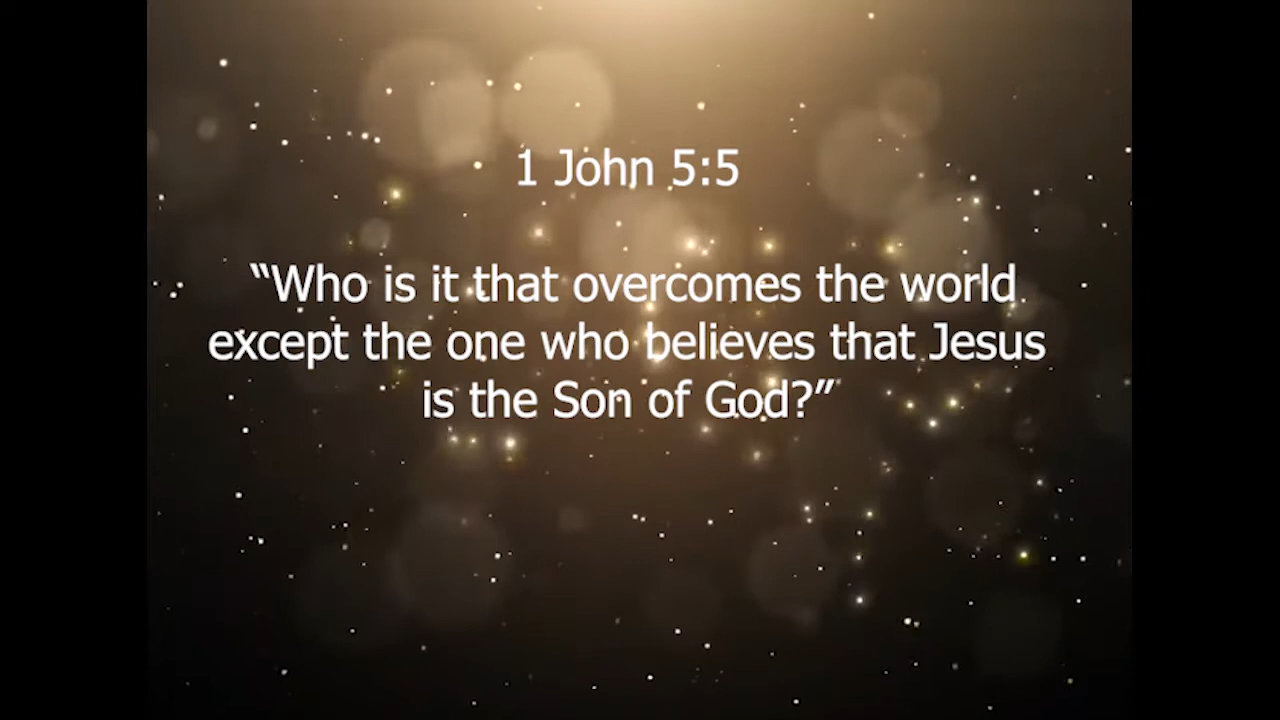 1 John 5:5
“Who is it that overcomes the world
except the one who believes that Jesus
is the Son of God?”